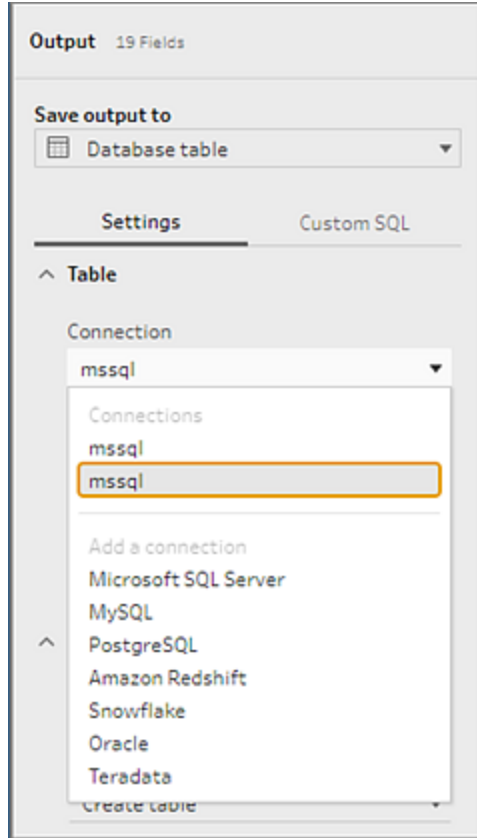 Output 19 Fields
Save output to
Database table
Settings Custom SQL
Table
Connection
mssql
Connections
mssql
mssql
Add a connection
Microsoft SQL Server
MySQL
PostgreSQL
Amazon Redshift
Snowflake
Oracle
Teradata
Create table